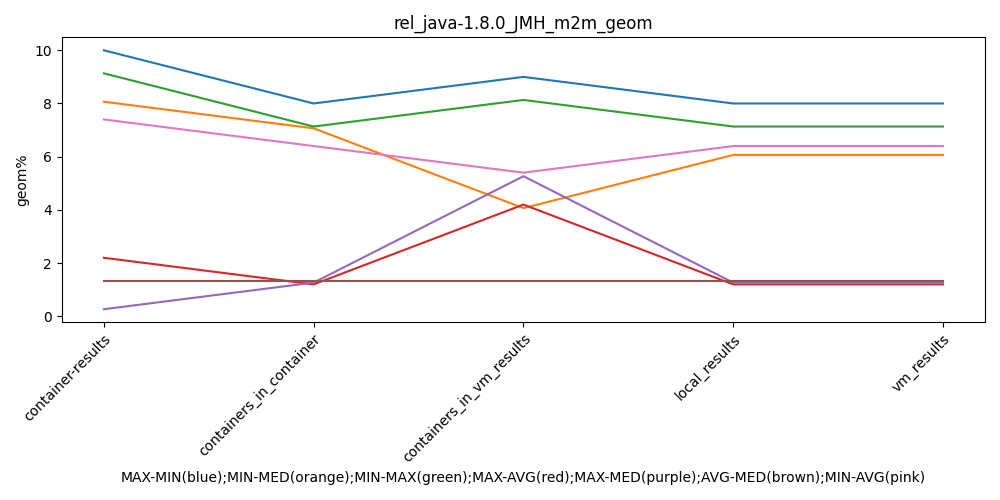 rel_java-1.8.0_JMH_m2m_geom
geom%
10
8
6
4
2
0
container-results
containers_in_container
containers_in_vm_results
local_results
vm_results
MAX-MIN(blue);MIN-MED(orange);MIN-MAX(green);MAX-AVG(red);MAX-MED(purple);AVG-MED(brown);MIN-AVG(pink)